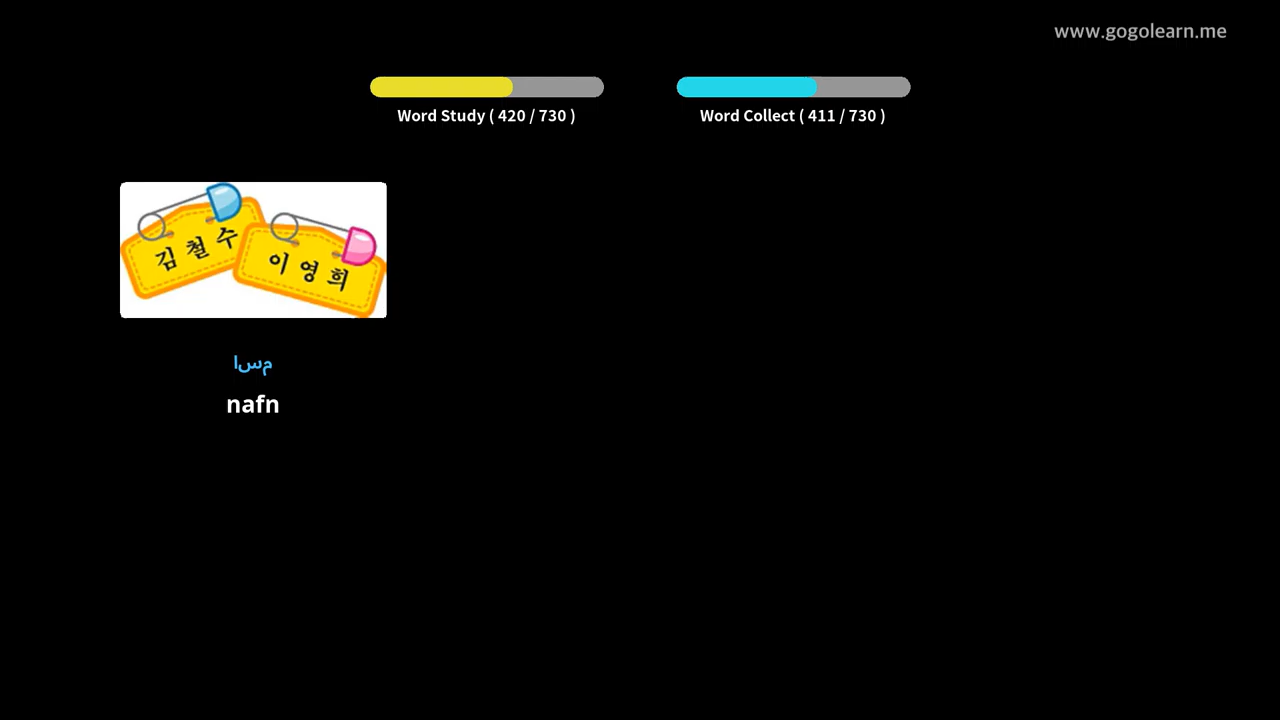 www.gogolearn.me
Word Study ( 420 / 730 )
Word Collect ( 411 / 730 )
김철수
이영희
اسم
nafn